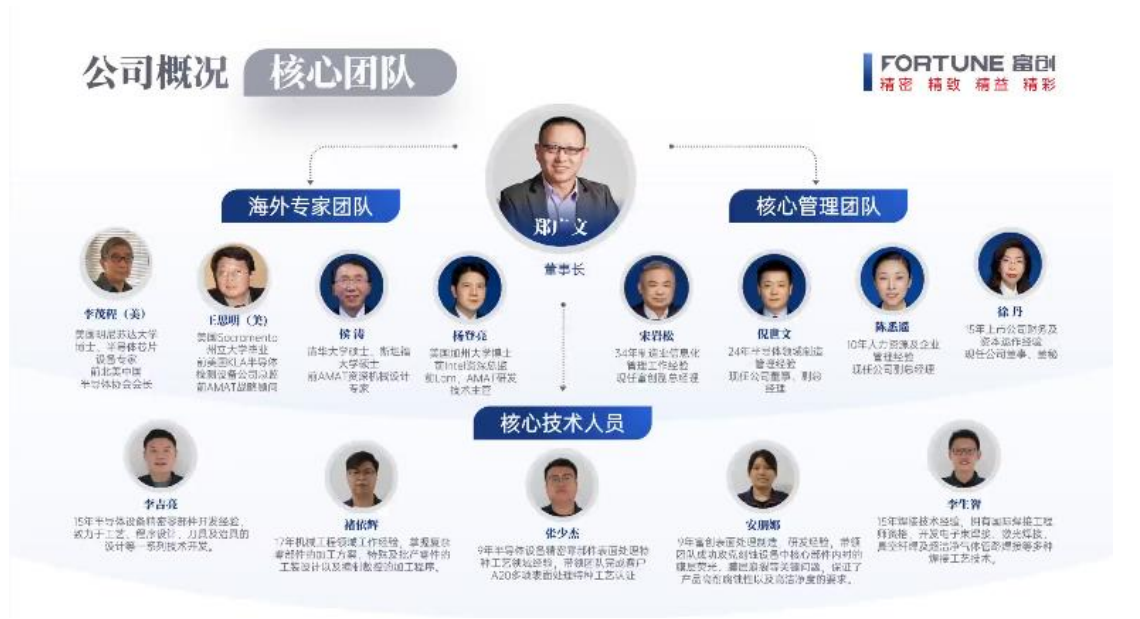 公司概况 核心团队
FORTUNE 富创
精密 精致 精益 精彩
郑广文
董事长
海外专家团队
核心管理团队
李茂程（美）
美国明尼苏达大学
博士、半导体芯片
设备专家
前北美中国
半导体协会会长
王思明（美）
美国Sacramento
州立大学毕业
前美国KLA半导体
检测设备公司总监
前AMAT战略顾问
侯涛
清华大学硕士、斯坦福
大学硕士
前AMAT资深机械设计
专家
杨登亮
美国加州大学博士
前Intel资深总监
前Lam、AMAT研发
技术主管
宋岩松
34年制造业信息化
管理工作经验
现任富创副总经理
倪世文
24年半导体领域制造
管理经验
现任公司董事、副总
经理
陈悉遥
10年人力资源及企业
管理经验
现任公司副总经理
徐丹
15年上市公司财务及
资本运作经验
现任公司董事、董秘
核心技术人员
李吉亮
15年半导体设备精密零部件开发经验，
致力于工艺、程序设计、刀具及治具的
设计等一系列技术开发。
褚依辉
17年机械工程领域工作经验，掌握复杂
零部件的加工方案、特殊及批产零件的
工装设计以及编制数控的加工程序。
张少杰
9年半导体设备精密零部件表面处理特
种工艺领域经验，带领团队完成客户
A20多项表面处理特种工艺认证
安朋娜
9年富创表面处理制造、研发经验，带领
团队成功攻克刻蚀设备中核心部件内衬的
膜层荧光、膜层崩裂等关键问题，保证了
产品高耐腐蚀性以及高洁净度的要求。
李生智
15年焊接技术经验，拥有国际焊接工程
师资格、开发电子束焊接、激光焊接、
真空钎焊及超洁净气体管路焊接等多种
焊接工艺技术。